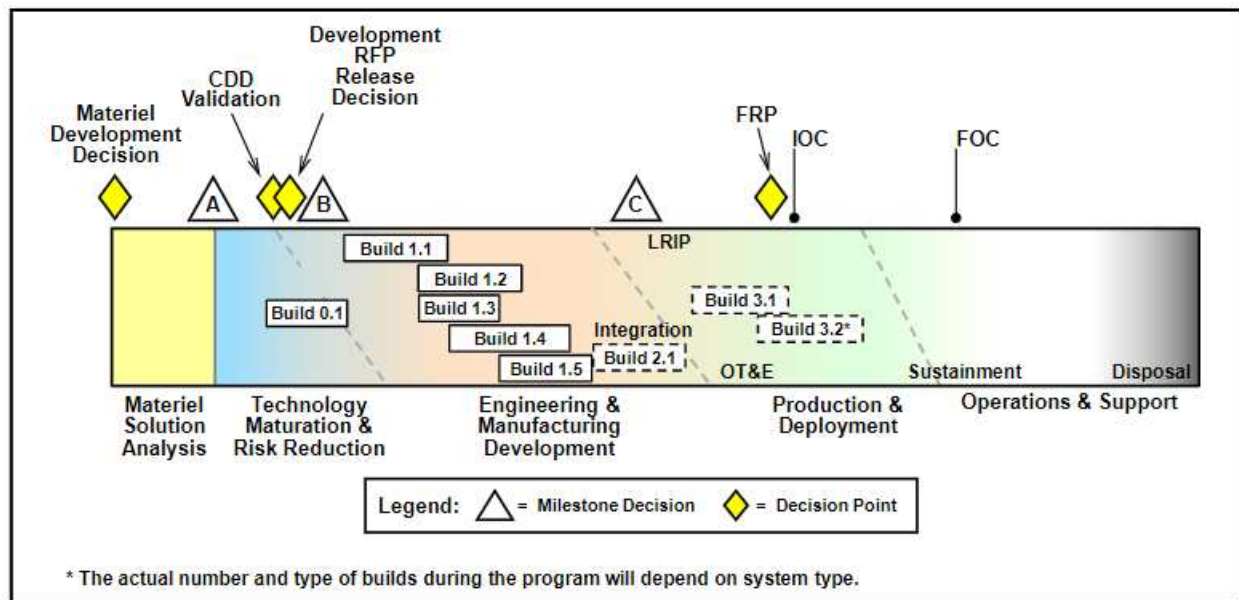 Development
RFP
Release
Decision
CDD
Validation
Materiel
Development
Decision
FRP
IOC
FOC
A
B
C
LRIP
Build 1.1
Build 1.2
Build 0.1
Build 1.3
Build 3.1
Build 3.2*
Build 1.4
Integration
Build 2.1
Build 1.5
OT&E
Sustainment
Disposal
Materiel
Solution
Analysis
Technology
Maturation &
Risk Reduction
Engineering &
Manufacturing
Development
Production &
Deployment
Operations & Support
Legend: = Milestone Decision = Decision Point
* The actual number and type of builds during the program will depend on system type.